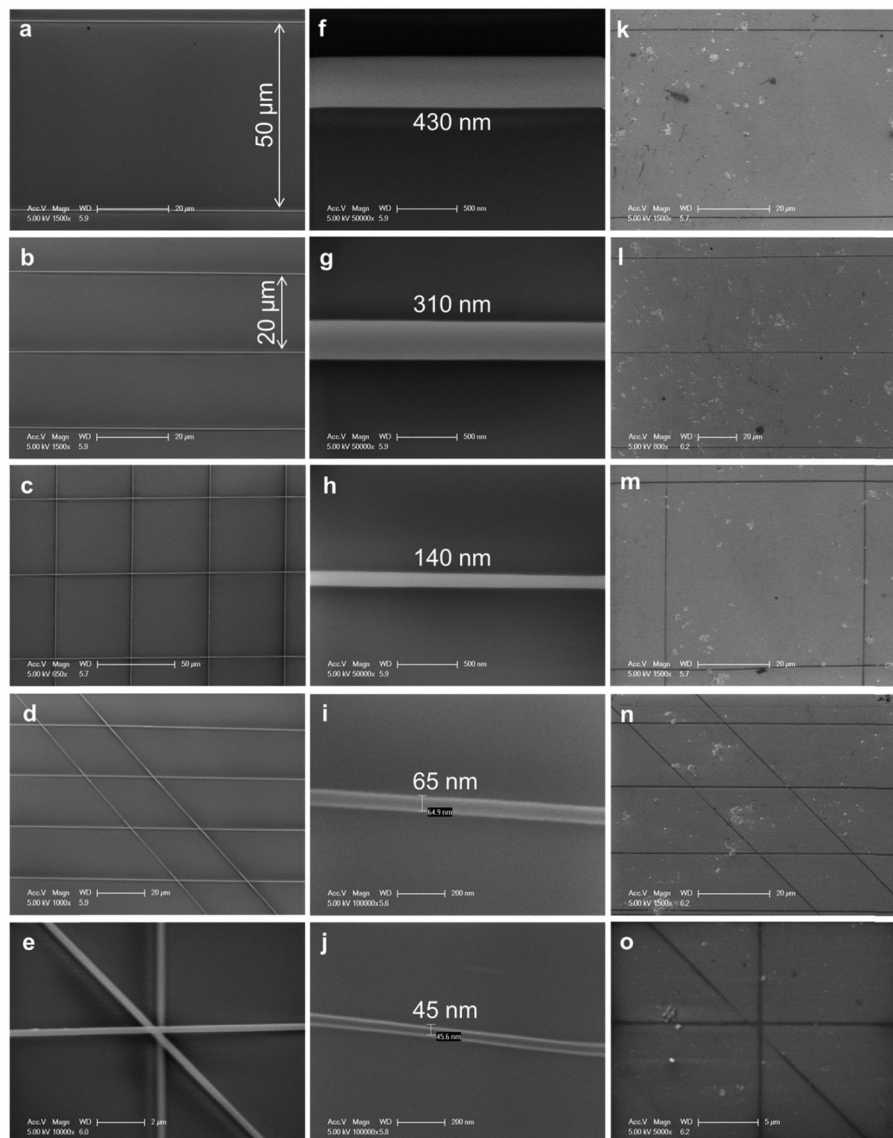 a
50 µm
Acc.V Magn WD 20 µm
5.00 kV 1500x 5.9
f
430 nm
Acc.V Magn WD 500 nm
5.00 kV 50000x 5.9
k
Acc.V Magn WD 20 µm
5.00 kV 1500x 5.7
b
20 µm
Acc.V Magn WD 20 µm
5.00 kV 1500x 5.9
g
310 nm
Acc.V Magn WD 500 nm
5.00 kV 50000x 5.9
l
Acc.V Magn WD 20 µm
5.00 kV 800x 6.2
c
Acc.V Magn WD 50 µm
5.00 kV 650x 5.7
h
140 nm
Acc.V Magn WD 500 nm
5.00 kV 50000x 5.9
m
Acc.V Magn WD 20 µm
5.00 kV 1500x 5.7
d
Acc.V Magn WD 20 µm
5.00 kV 1000x 5.9
i
65 nm
64.9 nm
Acc.V Magn WD 200 nm
5.00 kV 100000x 5.6
n
Acc.V Magn WD 20 µm
5.00 kV 1500x 6.2
e
Acc.V Magn WD 2 µm
5.00 kV 10000x 6.0
j
45 nm
45.6 nm
Acc.V Magn WD 200 nm
5.00 kV 100000x 5.8
o
Acc.V Magn WD 5 µm
5.00 kV 5000x 6.2